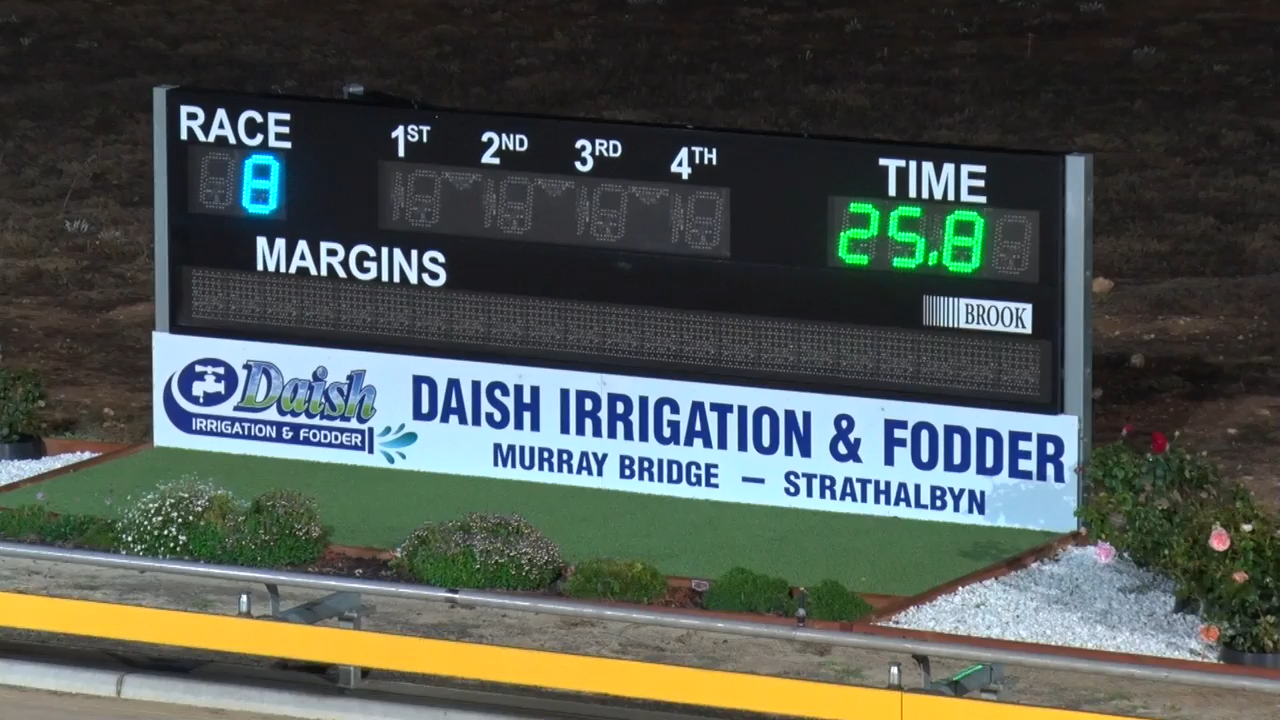 RACE 1ST 2ND 3RD 4TH TIME
8 25.8
MARGINS
BROOK
Daish
IRRIGATION & FODDER
DAISH IRRIGATION & FODDER
MURRAY BRIDGE – STRATHALBYN